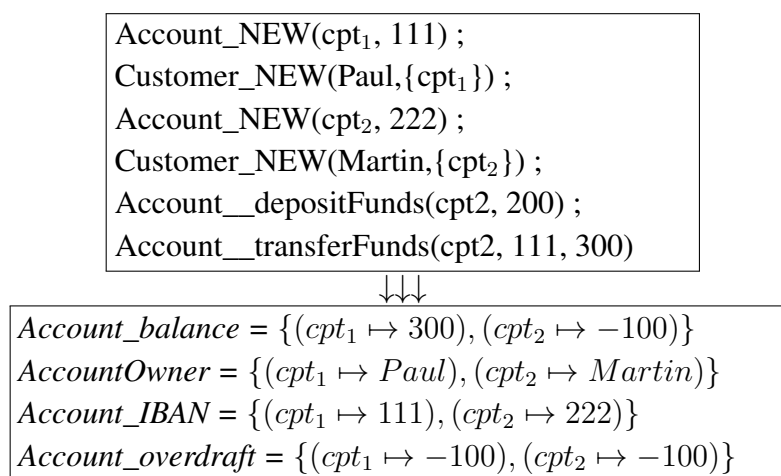 Account_NEW(cpt₁, 111) ;
Customer_NEW(Paul,{cpt₁}) ;
Account_NEW(cpt₂, 222) ;
Customer_NEW(Martin,{cpt₂}) ;
Account__depositFunds(cpt2, 200) ;
Account__transferFunds(cpt2, 111, 300)
↓↓↓
Account_balance = {(cpt₁ ↦ 300), (cpt₂ ↦ −100)}
AccountOwner = {(cpt₁ ↦ Paul), (cpt₂ ↦ Martin)}
Account_IBAN = {(cpt₁ ↦ 111), (cpt₂ ↦ 222)}
Account_overdraft = {(cpt₁ ↦ −100), (cpt₂ ↦ −100)}